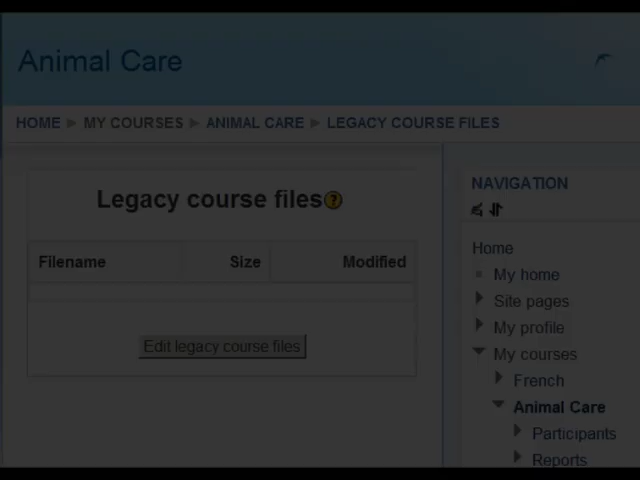 Animal Care
HOME ► MY COURSES ► ANIMAL CARE ► LEGACY COURSE FILES
Legacy course files?
Filename Size Modified
Edit legacy course files
NAVIGATION
Home
My home
Site pages
My profile
My courses
French
Animal Care
Participants
Reports